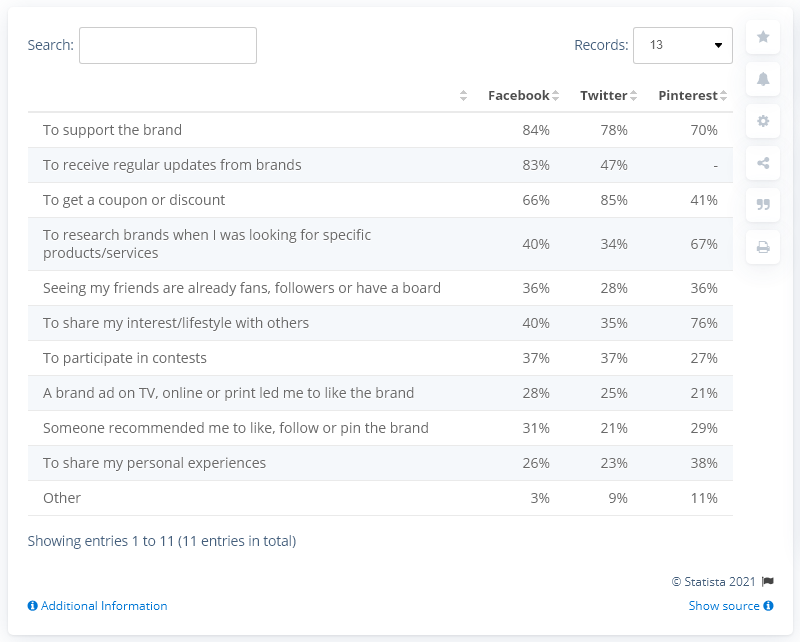 Search:
Records: 13
Facebook Twitter Pinterest
To support the brand 84% 78% 70%
To receive regular updates from brands 83% 47% -
To get a coupon or discount 66% 85% 41%
To research brands when I was looking for specific
products/services 40% 34% 67%
Seeing my friends are already fans, followers or have a board 36% 28% 36%
To share my interest/lifestyle with others 40% 35% 76%
To participate in contests 37% 37% 27%
A brand ad on TV, online or print led me to like the brand 28% 25% 21%
Someone recommended me to like, follow or pin the brand 31% 21% 29%
To share my personal experiences 26% 23% 38%
Other 3% 9% 11%
Showing entries 1 to 11 (11 entries in total)
© Statista 2021
Additional Information
Show source